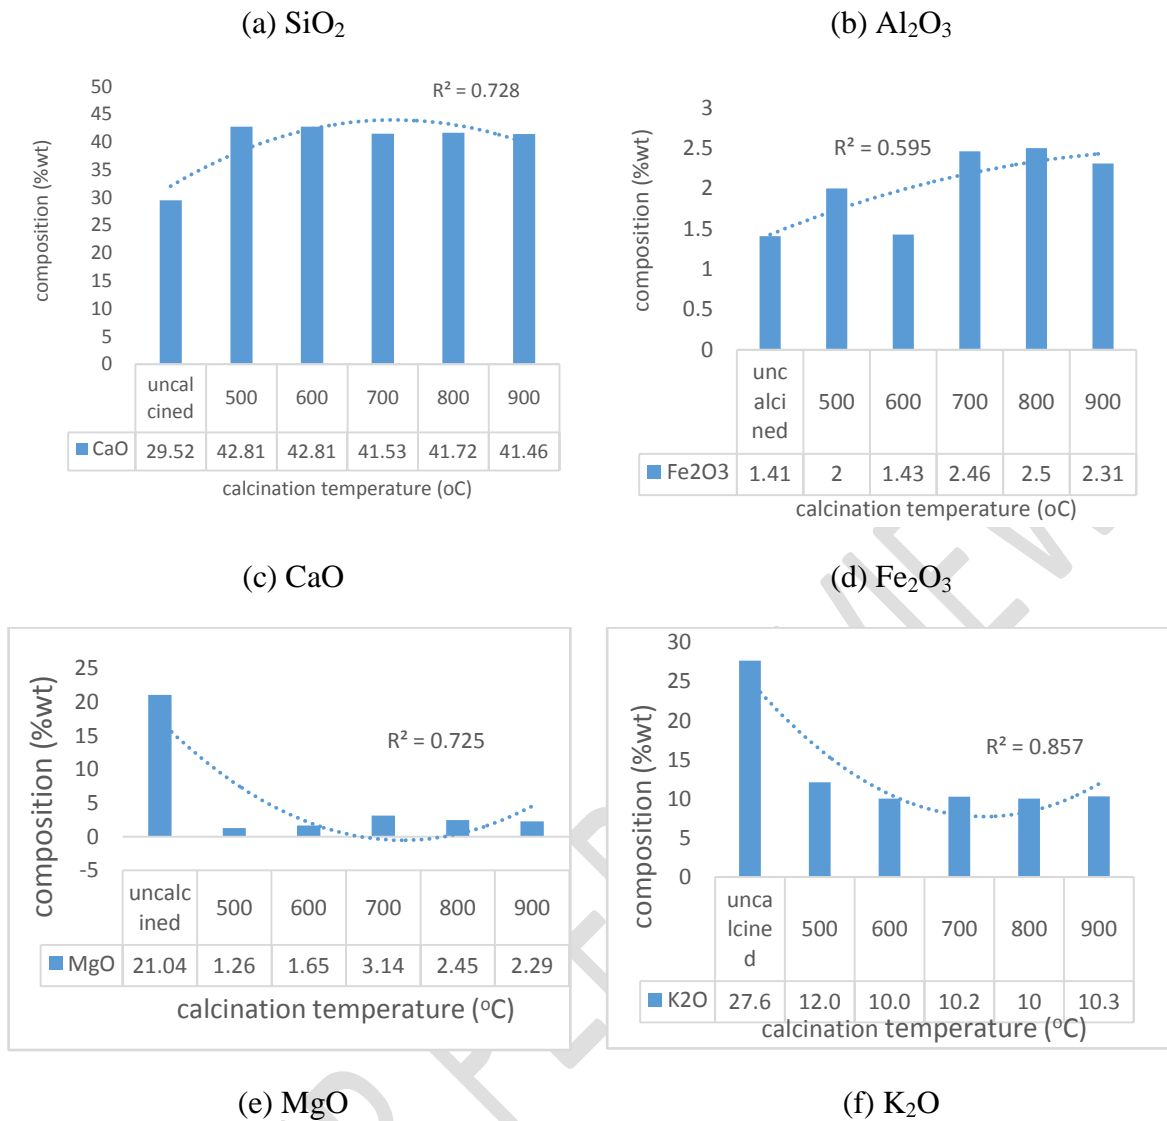 (a) SiO2
(b) Al2O3
50
45
40
35
30
25
20
15
10
5
0
composition (%wt)
R² = 0.728
uncal
cined
500
600
700
800
900
CaO
29.52
42.81
42.81
41.53
41.72
41.46
calcination temperature (oC)
3
2.5
2
1.5
1
0.5
0
composition (%wt)
R² = 0.595
unc
alci
ned
500
600
700
800
900
Fe2O3
1.41
2
1.43
2.46
2.5
2.31
calcination temperature (oC)
(c) CaO
(d) Fe2O3
25
20
15
10
5
0
-5
composition (%wt)
R² = 0.725
uncalc
ined
500
600
700
800
900
MgO
21.04
1.26
1.65
3.14
2.45
2.29
calcination temperature (oC)
30
25
20
15
10
5
0
composition (%wt)
R² = 0.857
unca
lcine
d
500
600
700
800
900
K2O
27.6
12.0
10.0
10.2
10
10.3
calcination temperature (oC)
(e) MgO
(f) K2O